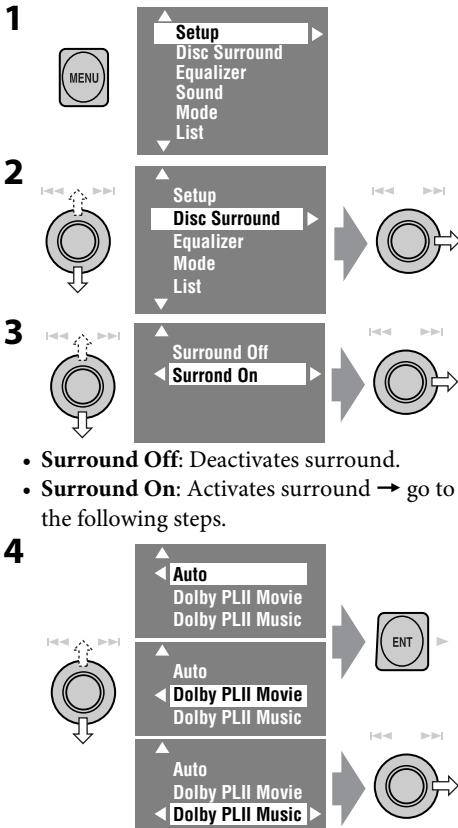 1
MENU
Setup
Disc Surround
Equalizer
Sound
Mode
List
2
Setup
Disc Surround
Equalizer
Mode
List
3
Surround Off
Surrond On
• Surround Off: Deactivates surround.
• Surround On: Activates surround → go to
the following steps.
4
Auto
Dolby PLII Movie
Dolby PLII Music
ENT
Auto
Dolby PLII Movie
Dolby PLII Music
Auto
Dolby PLII Movie
Dolby PLII Music